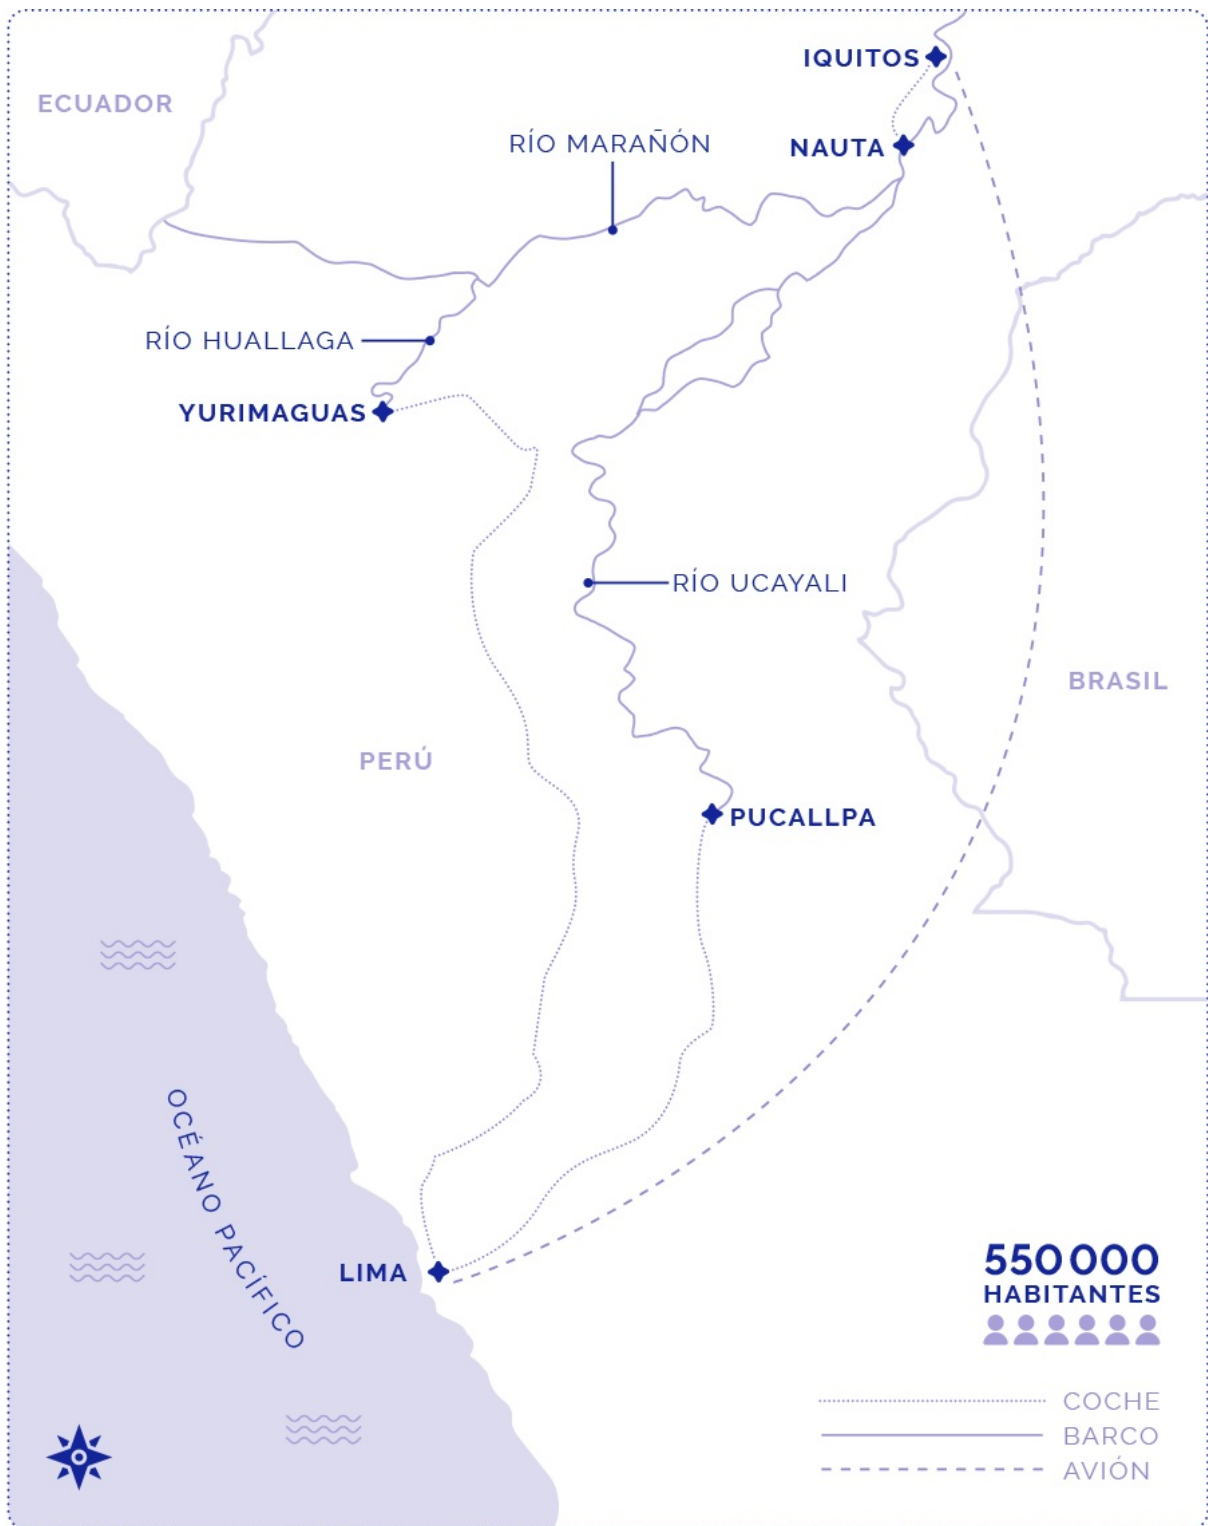 IQUITOS
ECUADOR
RÍO MARAÑÓN
NAUTA
RÍO HUALLAGA
YURIMAGUAS
RÍO UCAYALI
BRASIL
PERÚ
PUCALLPA
OCÉANO PACÍFICO
LIMA
550 000
HABITANTES
COCHE
BARCO
AVIÓN